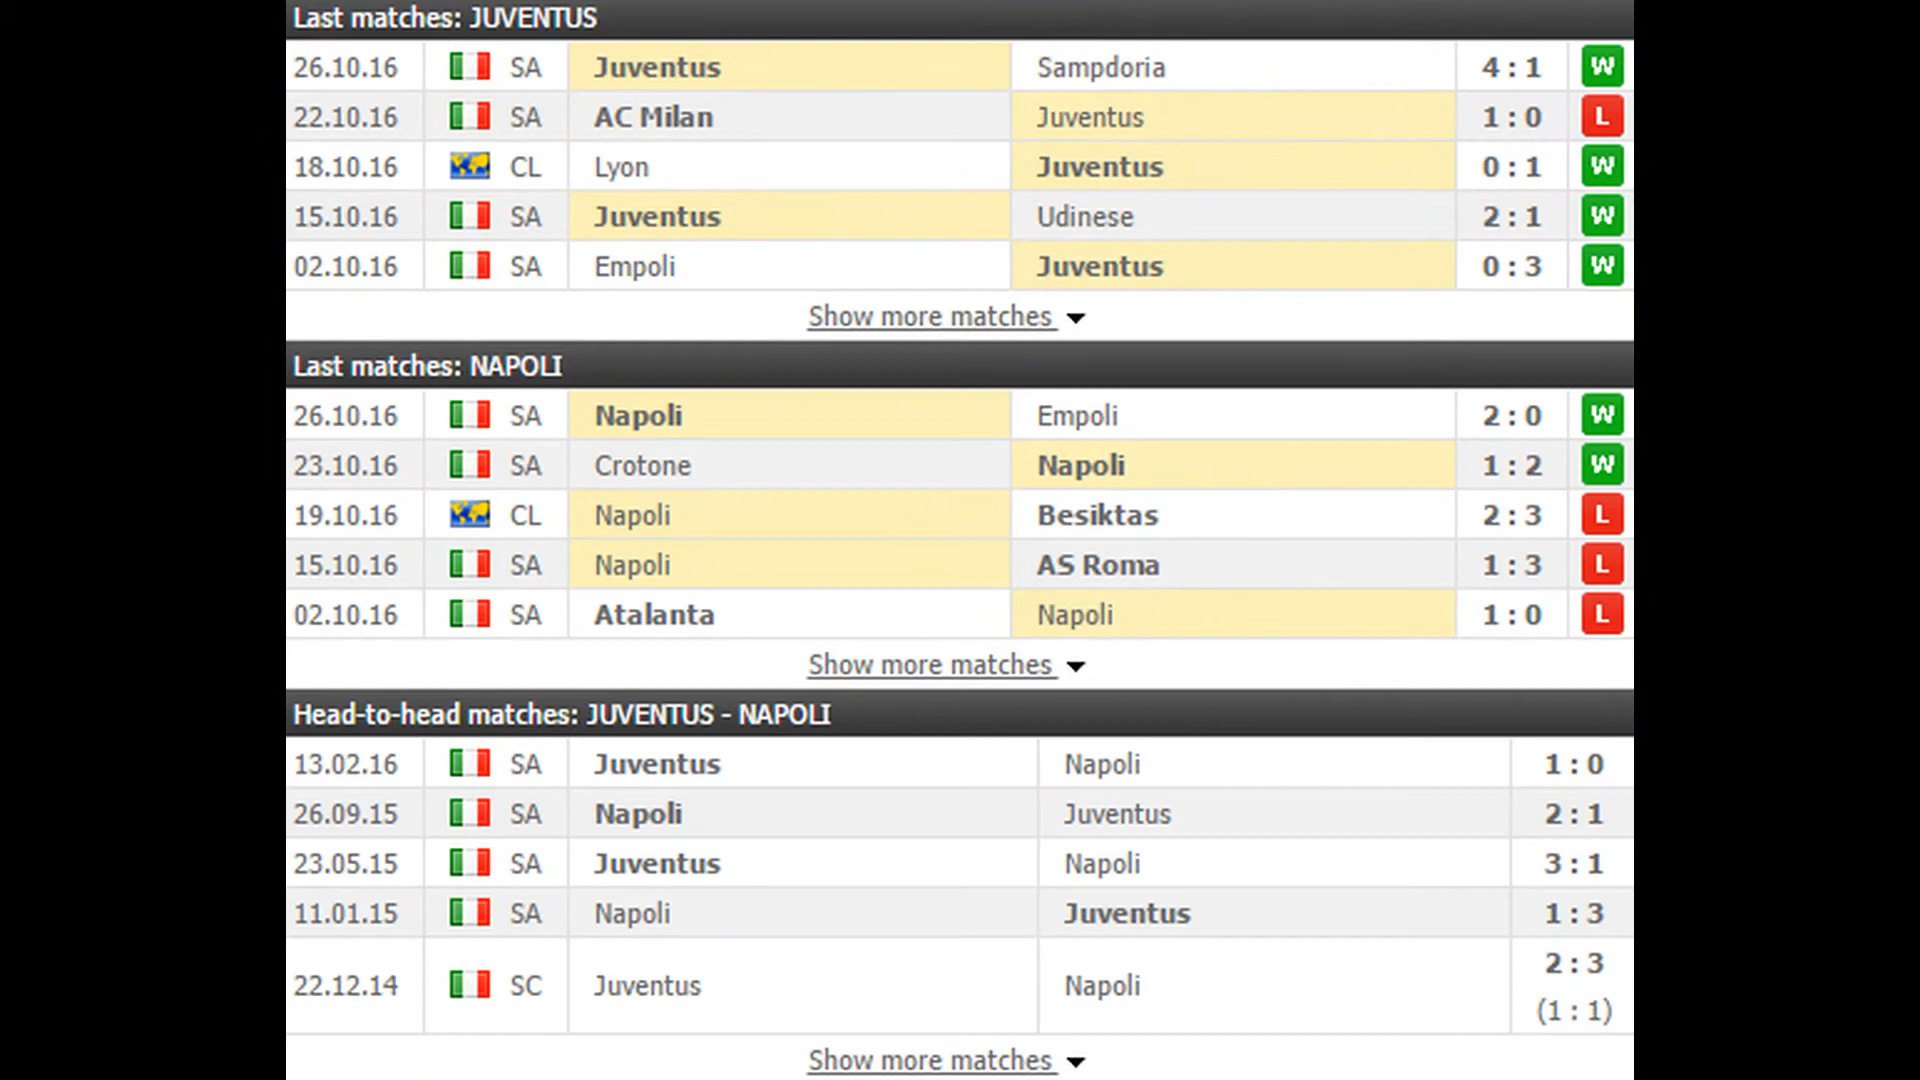 Last matches: JUVENTUS
26.10.16 SA Juventus Sampdoria 4 : 1 W
22.10.16 SA AC Milan Juventus 1 : 0 L
18.10.16 CL Lyon Juventus 0 : 1 W
15.10.16 SA Juventus Udinese 2 : 1 W
02.10.16 SA Empoli Juventus 0 : 3 W
Show more matches
Last matches: NAPOLI
26.10.16 SA Napoli Empoli 2 : 0 W
23.10.16 SA Crotone Napoli 1 : 2 W
19.10.16 CL Napoli Besiktas 2 : 3 L
15.10.16 SA Napoli AS Roma 1 : 3 L
02.10.16 SA Atalanta Napoli 1 : 0 L
Show more matches
Head-to-head matches: JUVENTUS - NAPOLI
13.02.16 SA Juventus Napoli 1 : 0
26.09.15 SA Napoli Juventus 2 : 1
23.05.15 SA Juventus Napoli 3 : 1
11.01.15 SA Napoli Juventus 1 : 3
22.12.14 SC Juventus Napoli 2 : 3
(1 : 1)
Show more matches